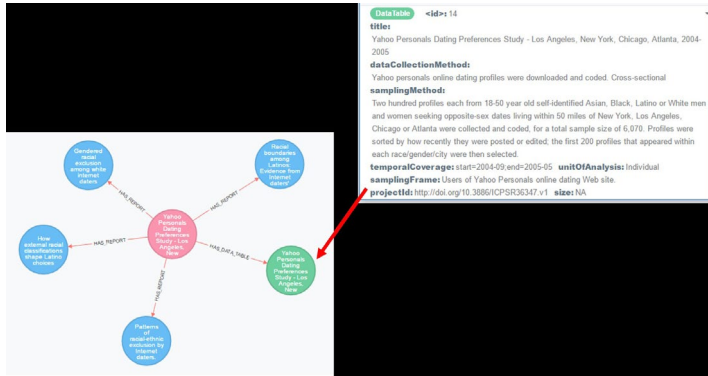 DataTable <id>: 14
title:
Yahoo Personals Dating Preferences Study - Los Angeles, New York, Chicago, Atlanta, 2004-
2005
dataCollectionMethod:
Yahoo personals online dating profiles were downloaded and coded. Cross-sectional
samplingMethod:
Two hundred profiles each from 18-50 year old self-identified Asian, Black, Latino or White men
and women seeking opposite-sex dates living within 50 miles of New York, Los Angeles,
Chicago or Atlanta were collected and coded, for a total sample size of 6,070. Profiles were
sorted by how recently they were posted or edited; the first 200 profiles that appeared within
each race/gender/city were then selected.
temporalCoverage: start=2004-09;end=2005-05 unitOfAnalysis: Individual
samplingFrame: Users of Yahoo Personals online dating Web site.
projectId: http://doi.org/10.3886/ICPSR36347.v1 size: NA
Gendered
racial
exclusion
among white
internet
daters
Racial
boundaries
among
Latinos:
Evidence from
internet
daters'
HAS_REPORT
HAS_REPORT
Yahoo
Personals
Dating
Preferences
Study - Los
Angeles,
New
How
external racial
classifications
shape Latino
choices
HAS_REPORT
HAS_DATA_TABLE
Yahoo
Personals
Dating
Preferences
Study - Los
Angeles,
New
HAS_REPORT
Patterns
of
racial-ethnic
exclusion by
internet
daters.